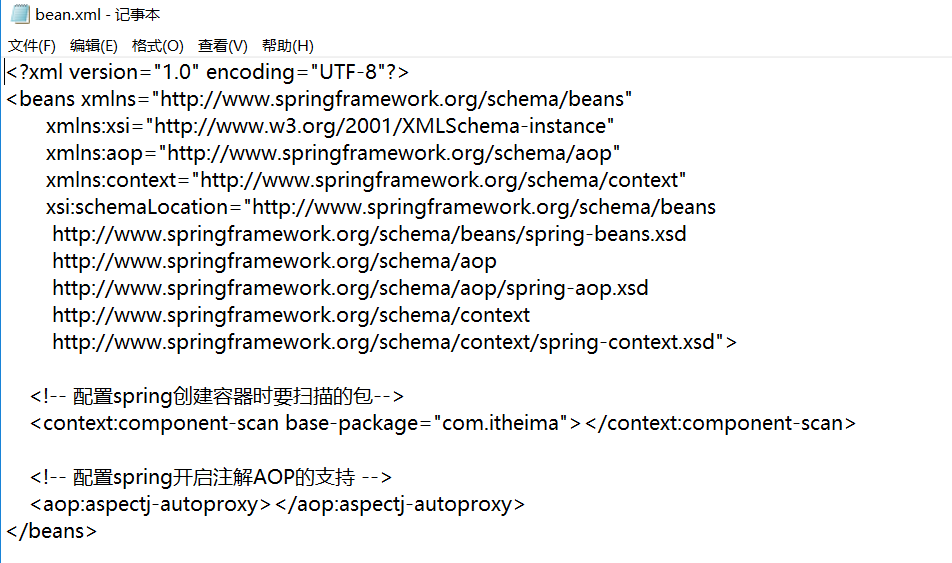 bean.xml - 记事本
文件(F) 编辑(E) 格式(O) 查看(V) 帮助(H)
<?xml version="1.0" encoding="UTF-8"?>
<beans xmlns="http://www.springframework.org/schema/beans"
xmlns:xsi="http://www.w3.org/2001/XMLSchema-instance"
xmlns:aop="http://www.springframework.org/schema/aop"
xmlns:context="http://www.springframework.org/schema/context"
xsi:schemaLocation="http://www.springframework.org/schema/beans
http://www.springframework.org/schema/beans/spring-beans.xsd
http://www.springframework.org/schema/aop
http://www.springframework.org/schema/aop/spring-aop.xsd
http://www.springframework.org/schema/context
http://www.springframework.org/schema/context/spring-context.xsd">
<!-- 配置spring创建容器时要扫描的包-->
<context:component-scan base-package="com.itheima"></context:component-scan>
<!-- 配置spring开启注解AOP的支持 -->
<aop:aspectj-autoproxy></aop:aspectj-autoproxy>
</beans>